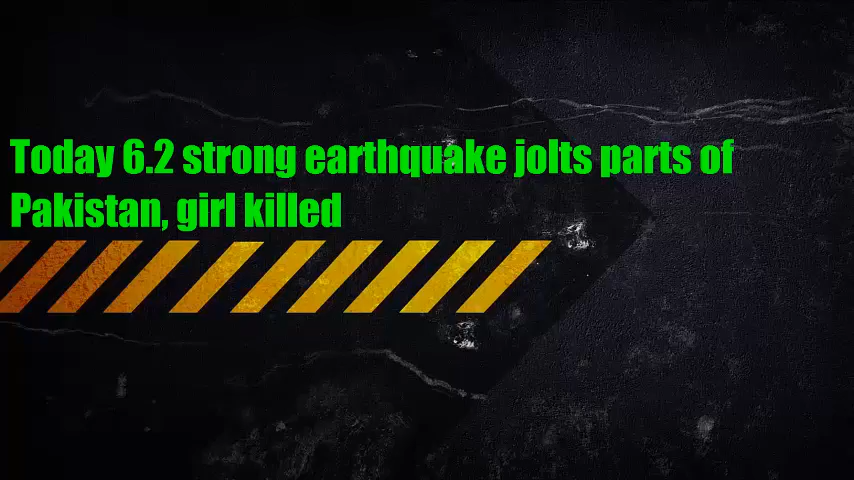 Today 6.2 strong earthquake jolts parts of
Pakistan, girl killed